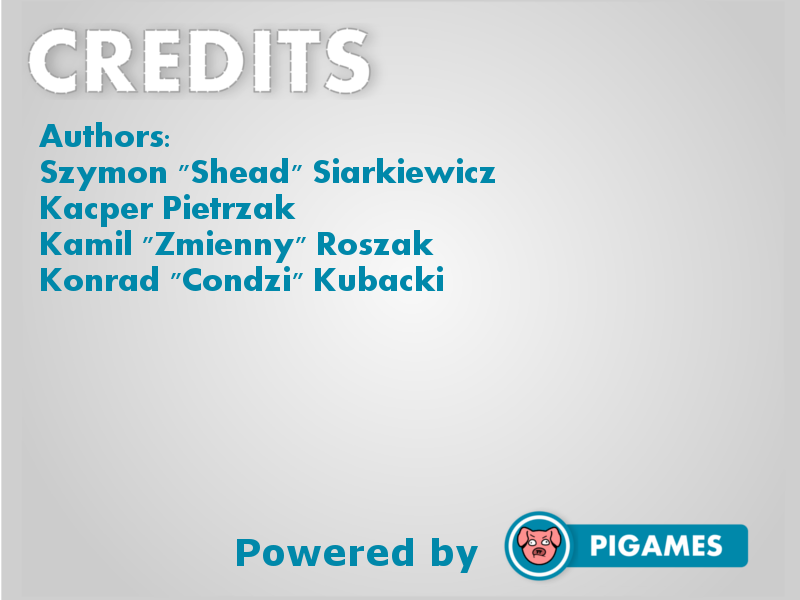 CREDITS
Authors:
Szymon "Shead" Siarkiewicz
Kacper Pietrzak
Kamil "Zmienny" Roszak
Konrad "Condzi" Kubacki
Powered by PIGAMES